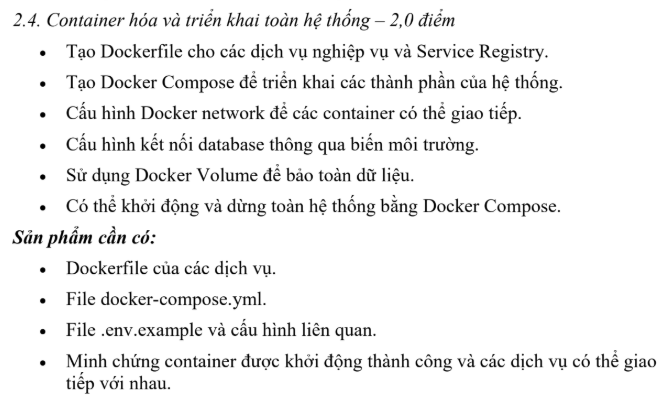 2.4. Container hóa và triển khai toàn hệ thống – 2,0 điểm
• Tạo Dockerfile cho các dịch vụ nghiệp vụ và Service Registry.
• Tạo Docker Compose để triển khai các thành phần của hệ thống.
• Cấu hình Docker network để các container có thể giao tiếp.
• Cấu hình kết nối database thông qua biến môi trường.
• Sử dụng Docker Volume để bảo toàn dữ liệu.
• Có thể khởi động và dừng toàn hệ thống bằng Docker Compose.
Sản phẩm cần có:
• Dockerfile của các dịch vụ.
• File docker-compose.yml.
• File .env.example và cấu hình liên quan.
• Minh chứng container được khởi động thành công và các dịch vụ có thể giao
tiếp với nhau.